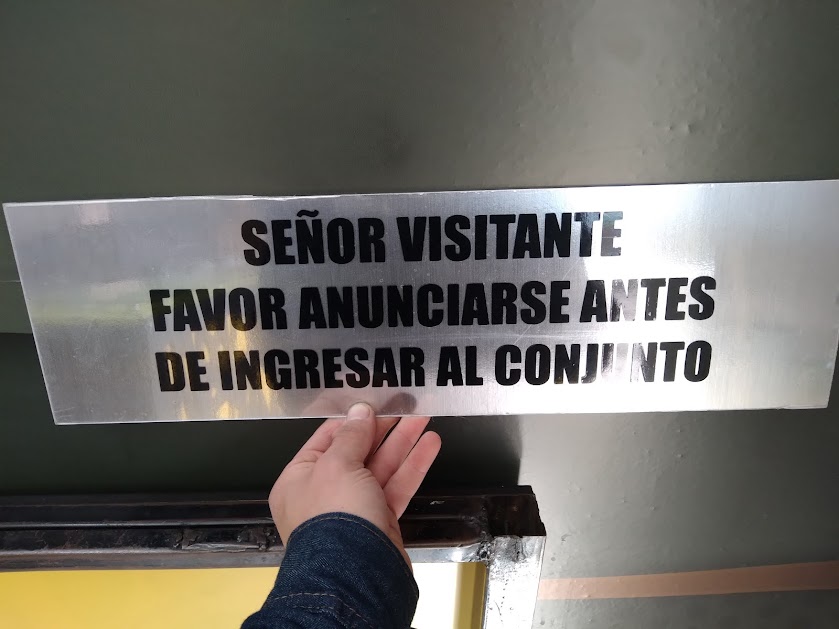 SEÑOR VISITANTE
FAVOR ANUNCIARSE ANTES
DE INGRESAR AL CONJUNTO